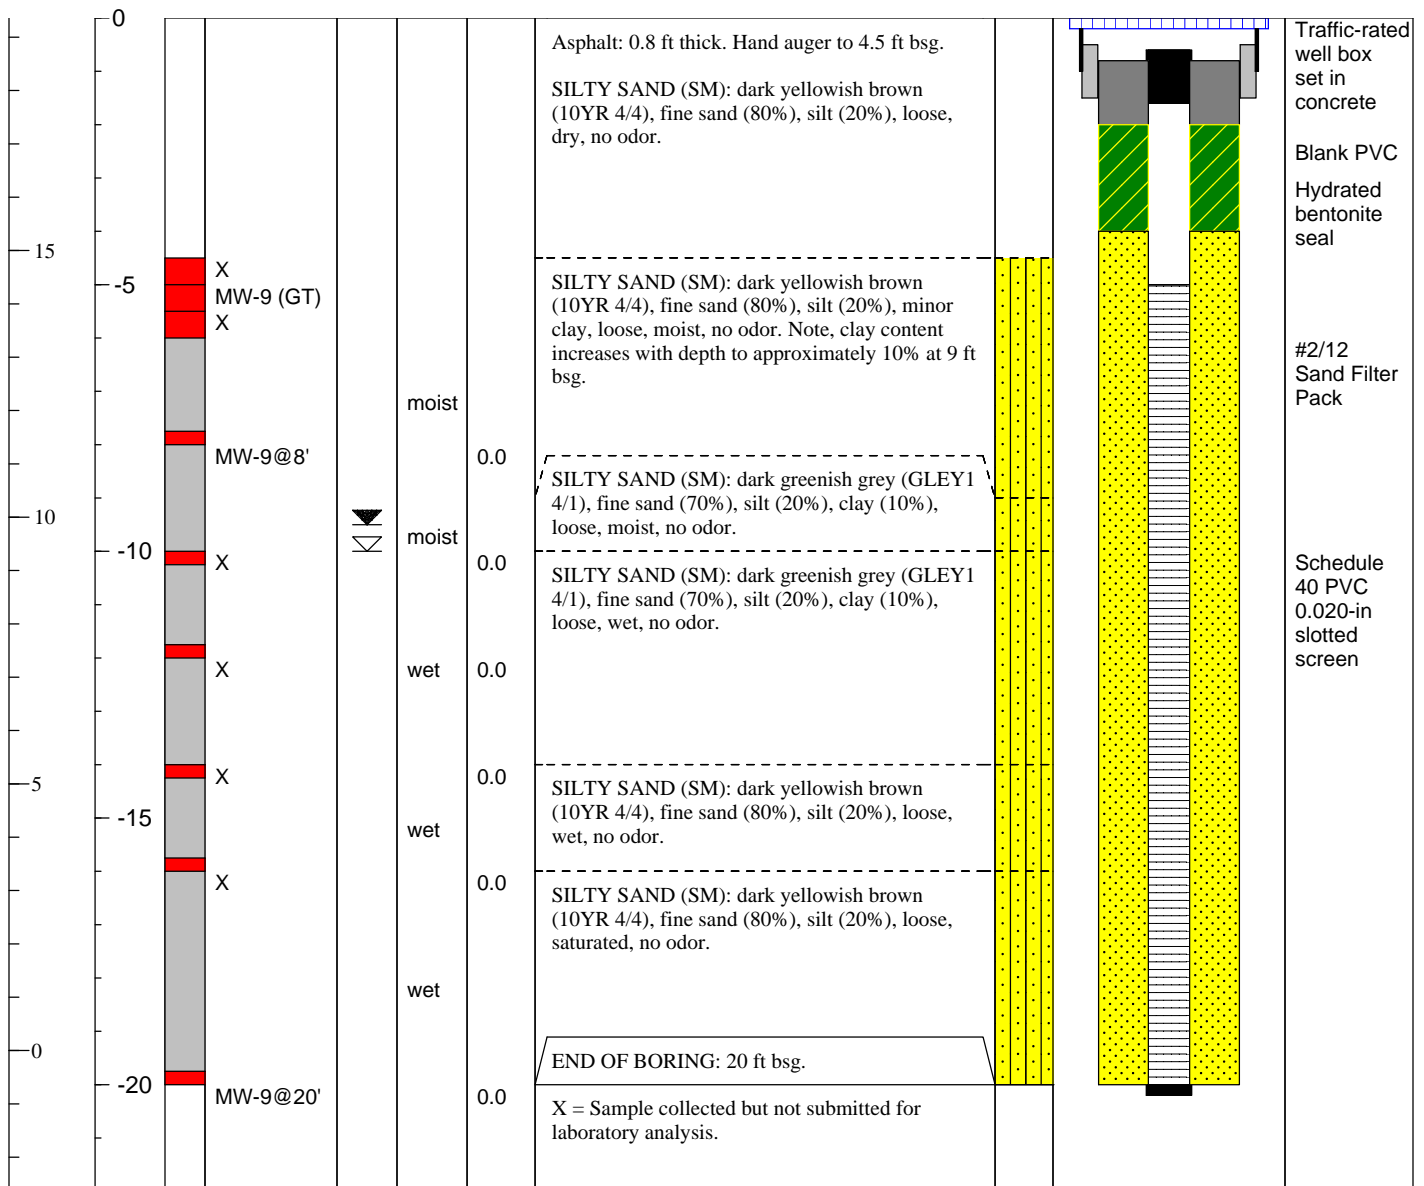 0
Asphalt: 0.8 ft thick. Hand auger to 4.5 ft bsg.
SILTY SAND (SM): dark yellowish brown
(10YR 4/4), fine sand (80%), silt (20%), loose,
dry, no odor.
Traffic-rated
well box
set in
concrete
Blank PVC
Hydrated
bentonite
seal
15
X
-5
MW-9 (GT)
X
SILTY SAND (SM): dark yellowish brown
(10YR 4/4), fine sand (80%), silt (20%), minor
clay, loose, moist, no odor. Note, clay content
increases with depth to approximately 10% at 9 ft
bsg.
#2/12
Sand Filter
Pack
moist
MW-9@8'
0.0
SILTY SAND (SM): dark greenish grey (GLEY1
4/1), fine sand (70%), silt (20%), clay (10%),
loose, moist, no odor.
10
moist
-10
X
0.0
SILTY SAND (SM): dark greenish grey (GLEY1
4/1), fine sand (70%), silt (20%), clay (10%),
loose, wet, no odor.
Schedule
40 PVC
0.020-in
slotted
screen
X
wet
0.0
5
X
0.0
SILTY SAND (SM): dark yellowish brown
(10YR 4/4), fine sand (80%), silt (20%), loose,
wet, no odor.
-15
wet
X
0.0
SILTY SAND (SM): dark yellowish brown
(10YR 4/4), fine sand (80%), silt (20%), loose,
saturated, no odor.
wet
0
END OF BORING: 20 ft bsg.
-20
MW-9@20'
0.0
X = Sample collected but not submitted for
laboratory analysis.